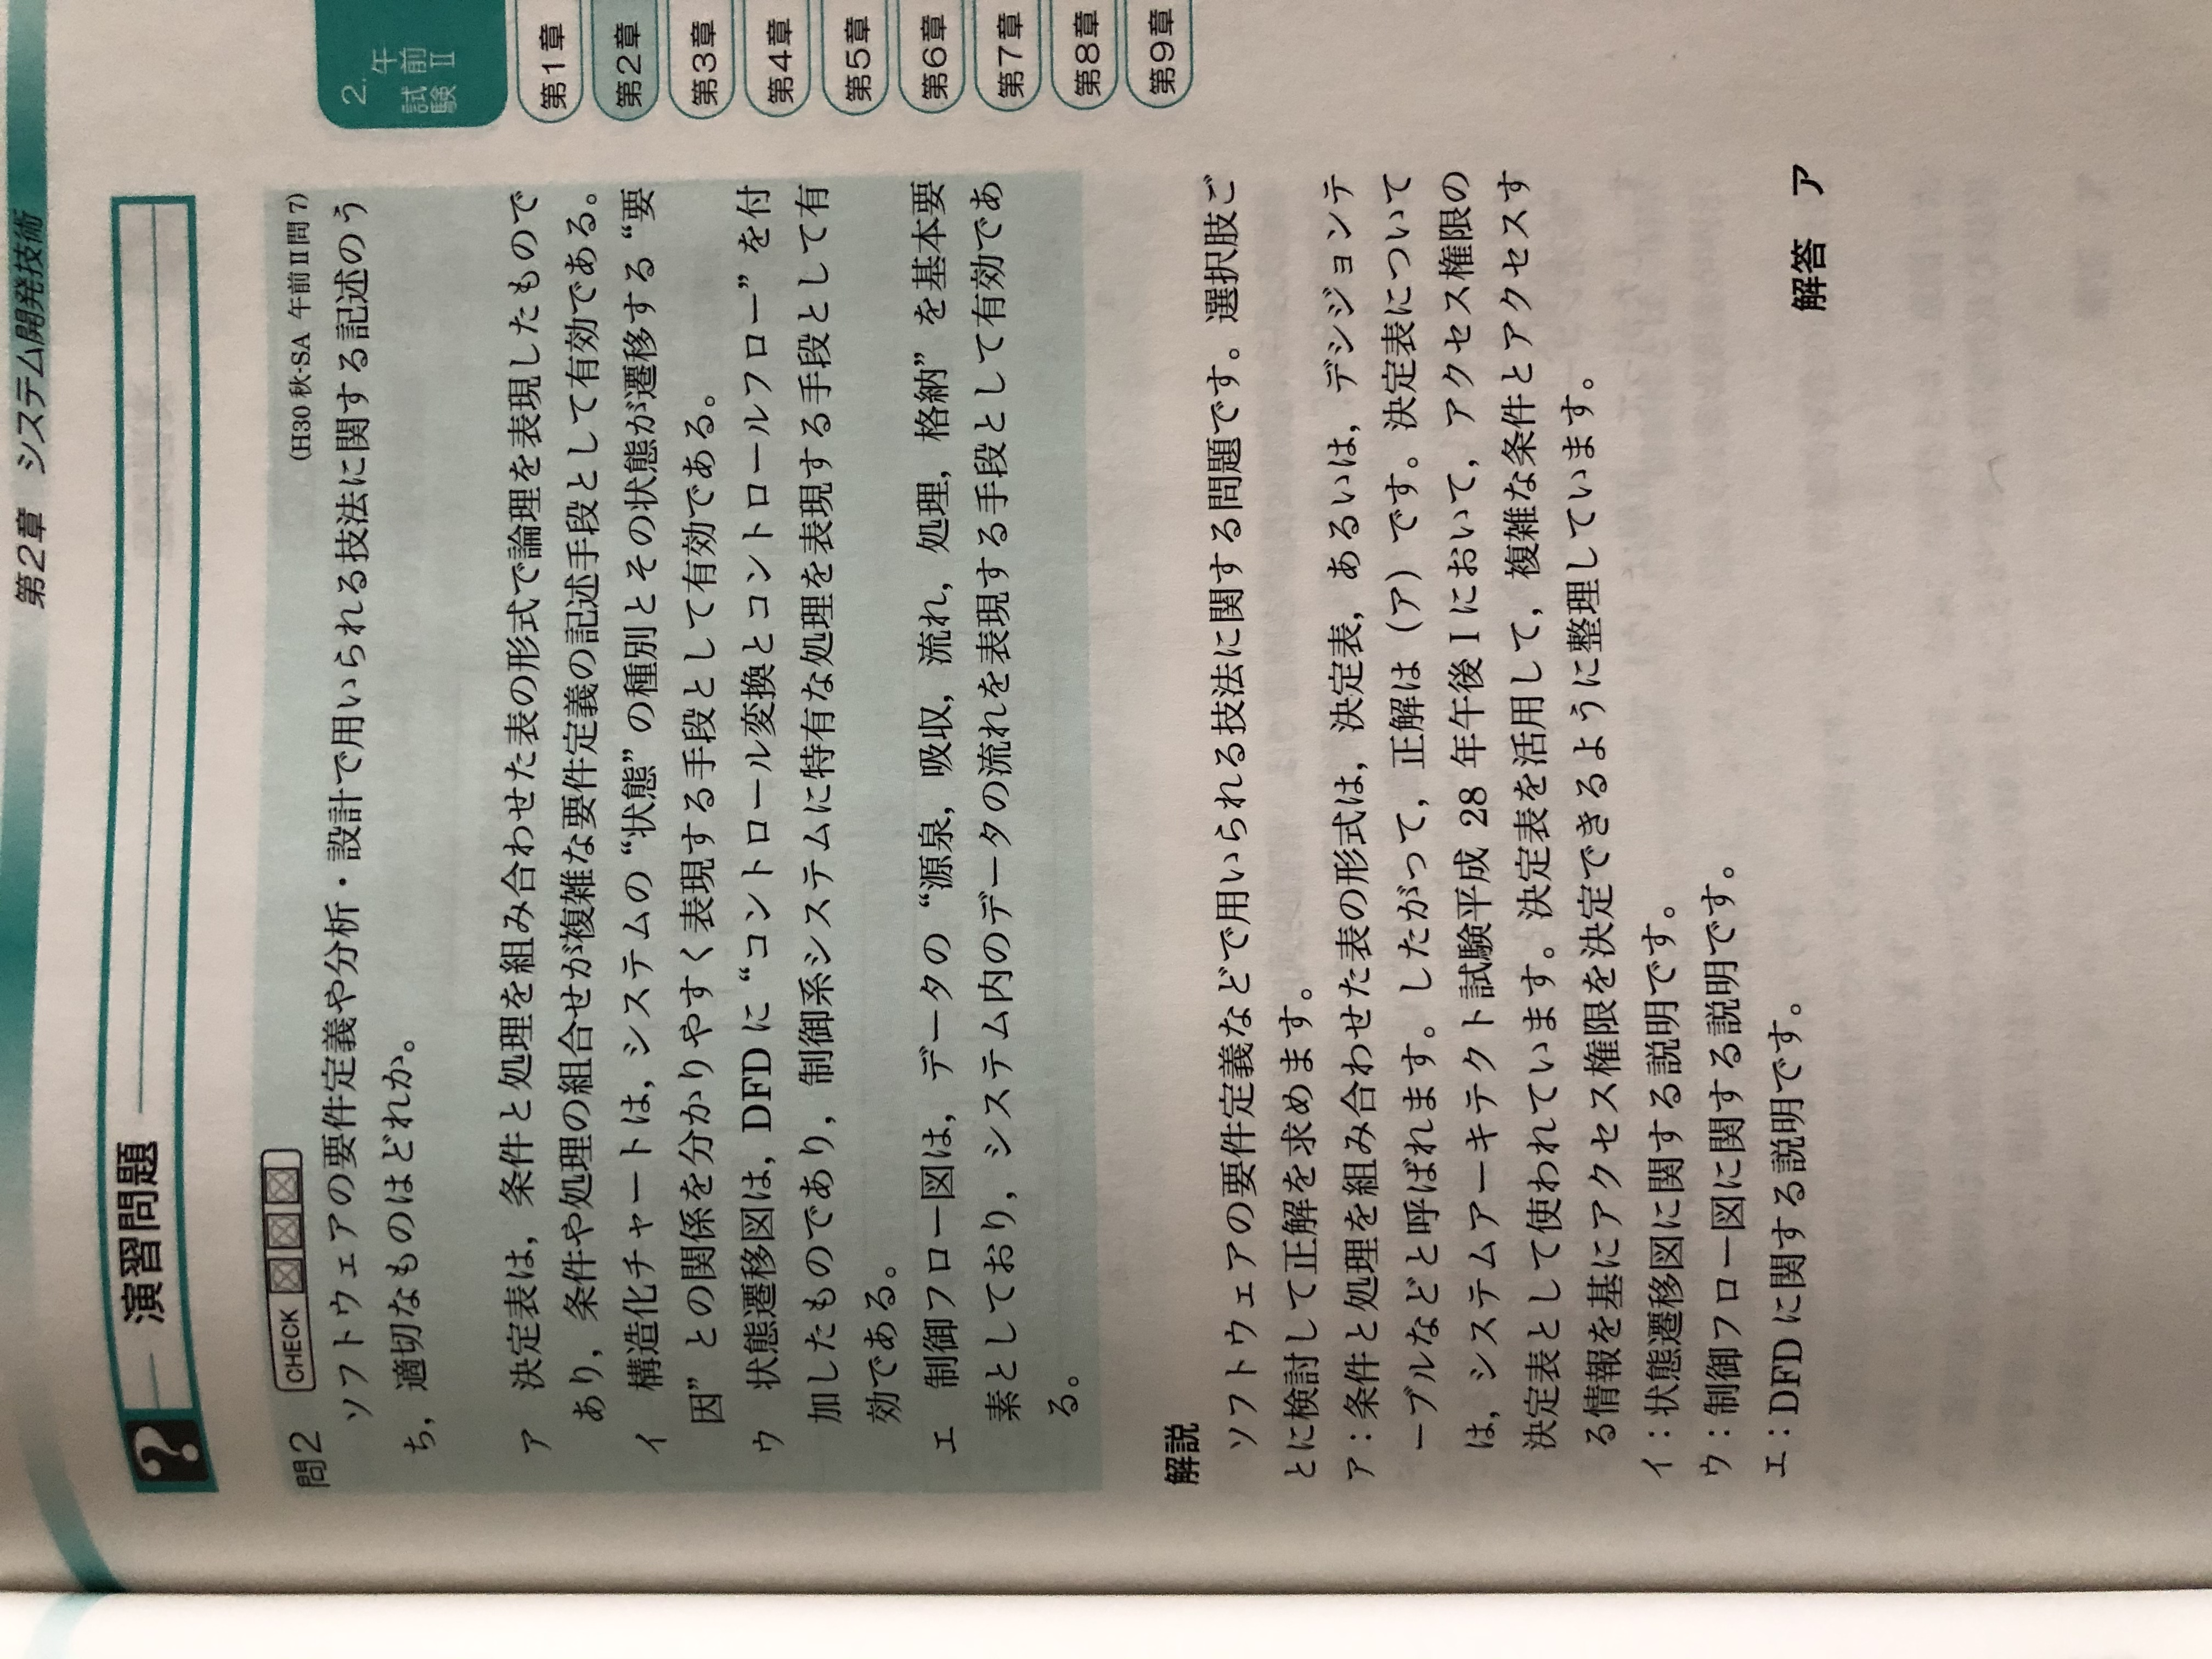 第2章 システム開発技術
? 演習問題
問2 CHECK
(H30 秋-SA 午前Ⅱ問 7)
ソフトウェアの要件定義や分析・設計で用いられる技法に関する記述のう
ち，適切なものはどれか。
ア 決定表は，条件と処理を組み合わせた表の形式で論理を表現したもので
あり，条件や処理の組合せが複雑な要件定義の記述手段として有効である。
イ 構造化チャートは，システムの“状態”の種別とその状態が遷移する“要
因”との関係を分かりやすく表現する手段として有効である。
ウ 状態遷移図は，DFD に“コントロール変換とコントロールフロー”を付
加したものであり，制御系システムに特有な処理を表現する手段として有
効である。
エ 制御フロー図は，データの“源泉，吸収，流れ，処理，格納”を基本要
素としており，システム内のデータの流れを表現する手段として有効であ
る。
解説
ソフトウェアの要件定義などで用いられる技法に関する問題です。選択肢ご
とに検討して正解を求めます。
ア：条件と処理を組み合わせた表の形式は，決定表，あるいは，デシジョンテ
ーブルなどと呼ばれます。したがって，正解は（ア）です。決定表について
は，システムアーキテクト試験平成 28 年午後Ⅰにおいて，アクセス権限の
決定表として使われています。決定表を活用して，複雑な条件とアクセスす
る情報を基にアクセス権限を決定できるように整理しています。
イ：状態遷移図に関する説明です。
ウ：制御フロー図に関する説明です。
エ：DFD に関する説明です。
解答 ア
2.
午前Ⅱ
試験
第1章
第2章
第3章
第4章
第5章
第6章
第7章
第8章
第9章